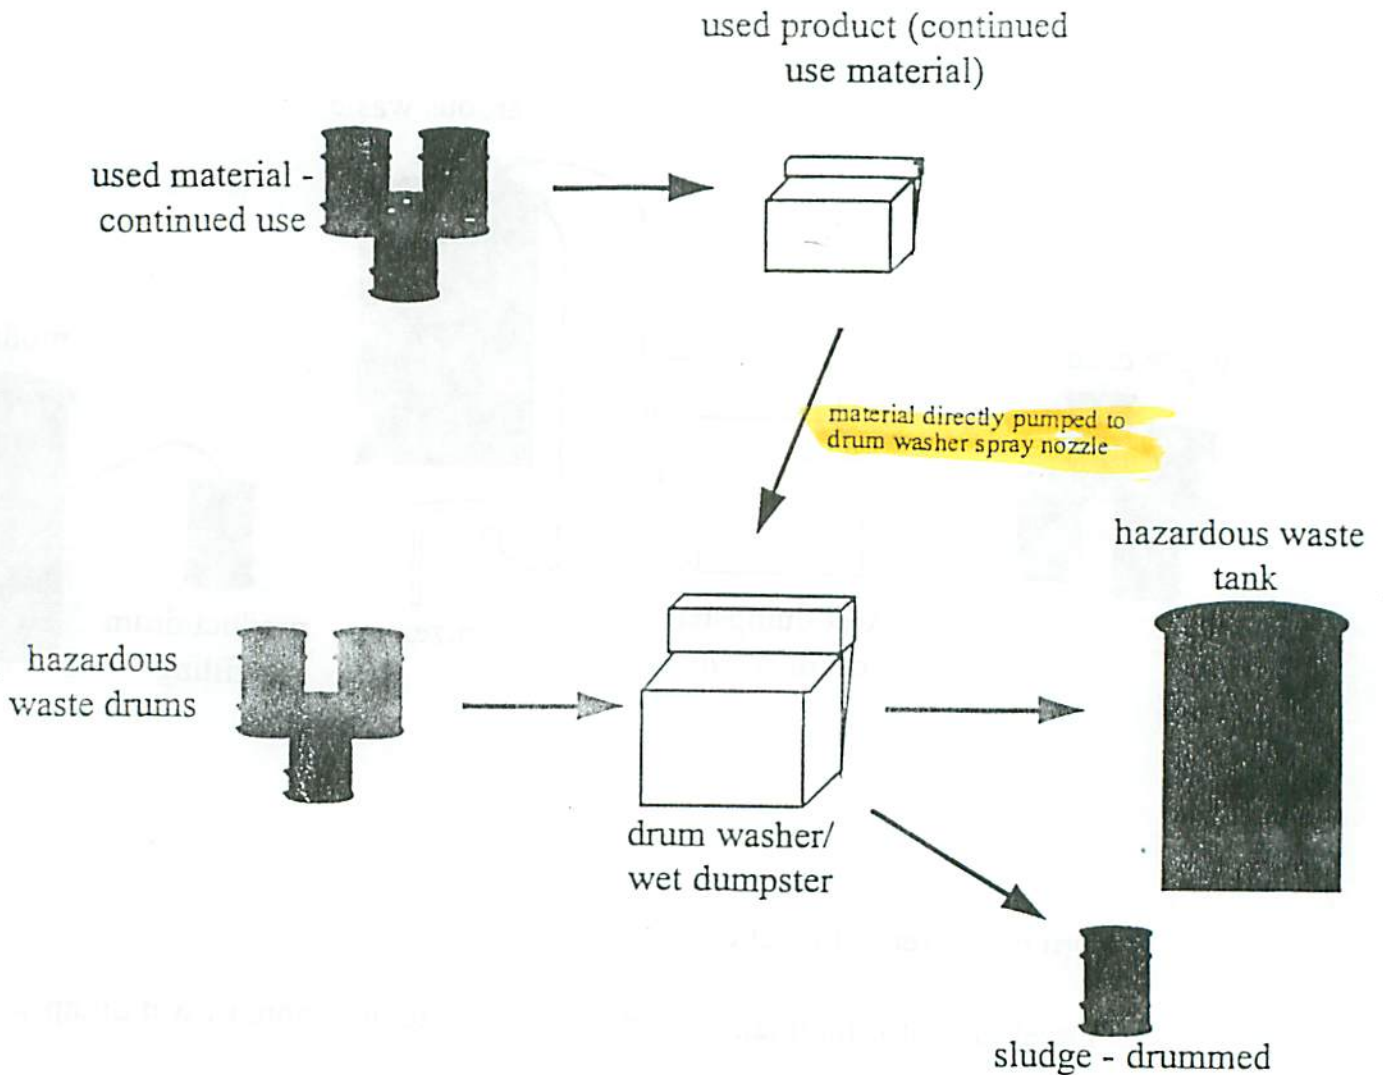 used product (continued
use material)
used material -
continued use
material directly pumped to
drum washer spray nozzle
hazardous waste
tank
hazardous
waste drums
drum washer/
wet dumpster
sludge - drummed